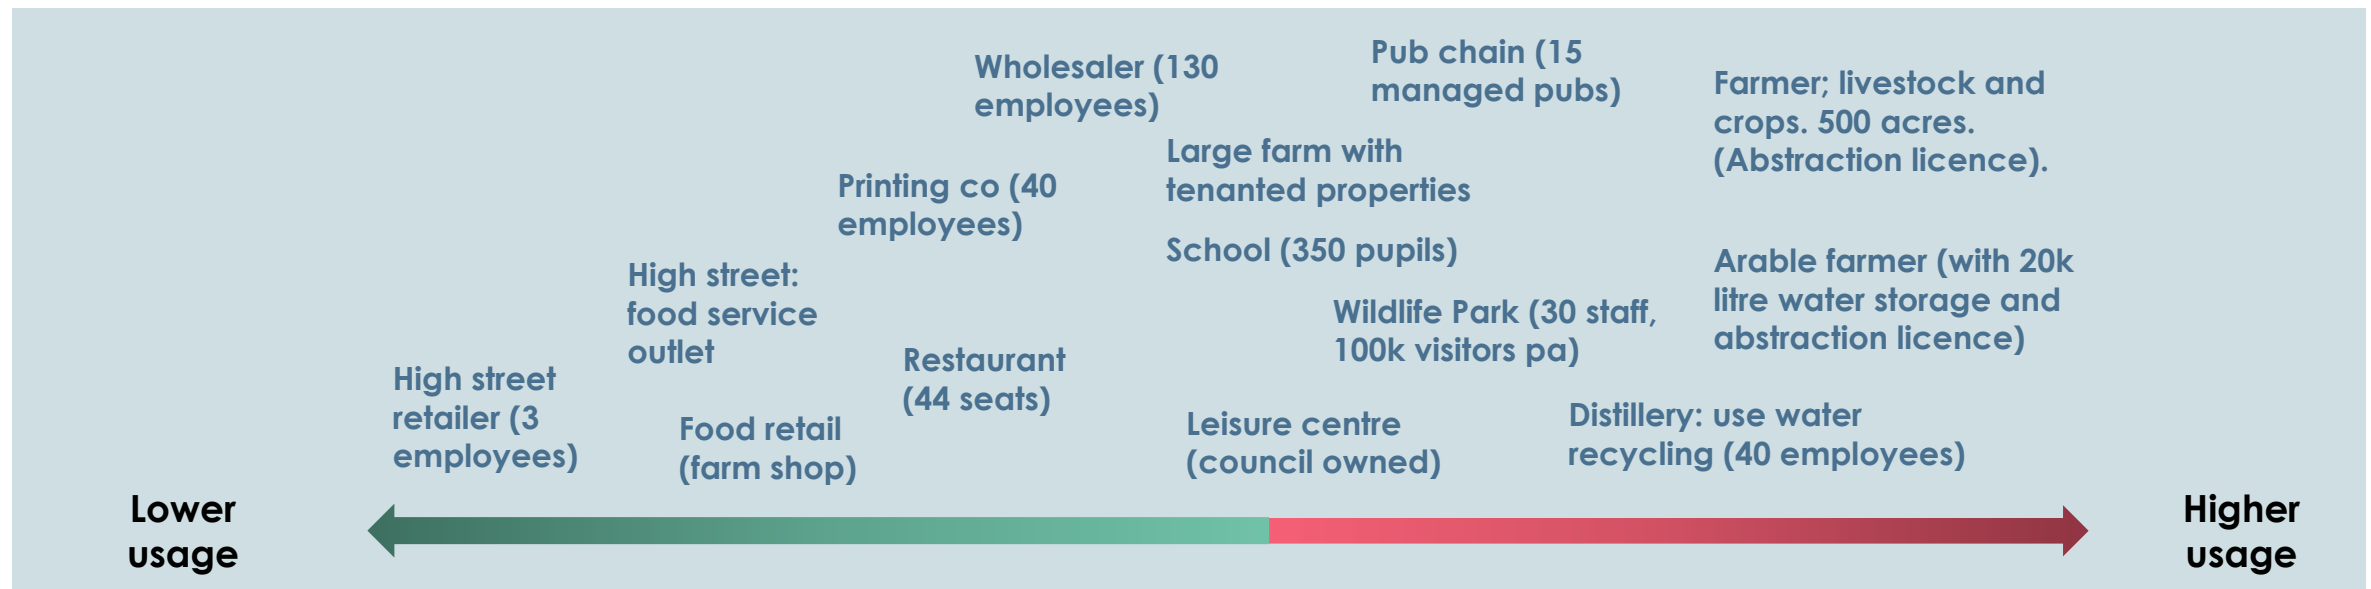 Wholesaler (130
employees)
Pub chain (15
managed pubs)
Farmer; livestock and
crops. 500 acres.
(Abstraction licence).
Large farm with
tenanted properties
Printing co (40
employees)
School (350 pupils)
High street:
food service
outlet
Arable farmer (with 20k
litre water storage and
abstraction licence)
Wildlife Park (30 staff,
100k visitors pa)
Restaurant
(44 seats)
High street
retailer (3
employees)
Food retail
(farm shop)
Leisure centre
(council owned)
Distillery: use water
recycling (40 employees)
Lower
usage
Higher
usage